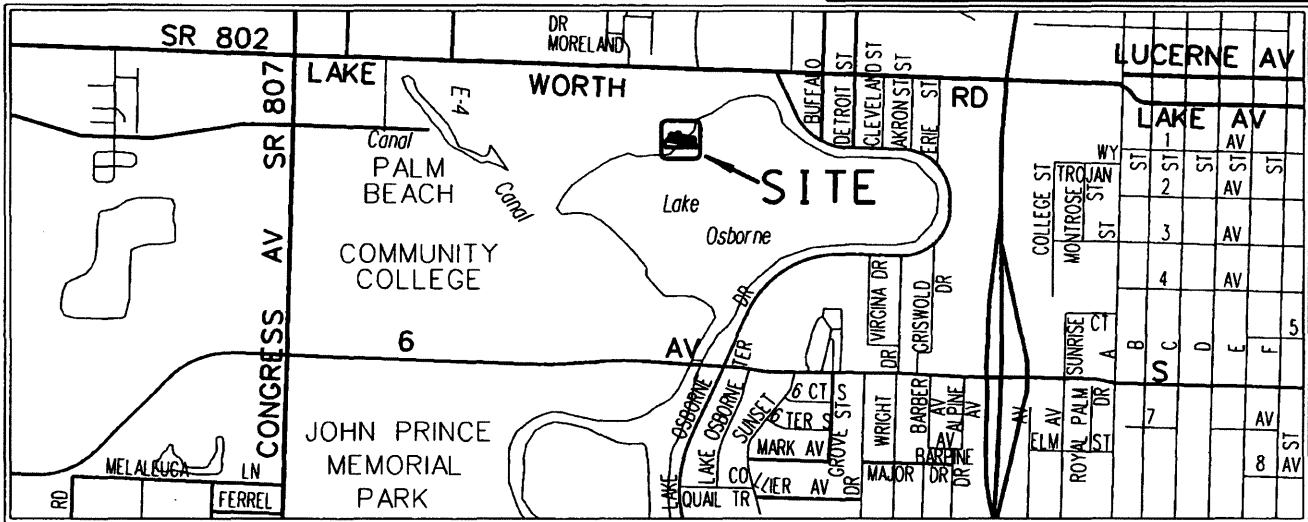 SR 802
DR
MORELAND
LUCERNE AV
SR 807
LAKE WORTH RD
E-4
BUFFALO
DETROIT ST
CLEVELAND ST
AKRON ST
ERIE ST
LAKE AV
Canal
PALM
BEACH
Canal
SITE
Lake
Osborne
COMMUNITY
COLLEGE
COLLEGE ST
WY
TROJAN
MONTROSE ST
ST
ST
ST
ST
ST
ST
1 AV
2 AV
3 AV
4 AV
5
VIRGINA DR
GRISWOLD
DR
DR
CONGRESS AV
6 AV S
DR
LAKE OSBORNE
LAKE OSBORNE TER
SUNSET
6 CT S
6 TER S
MARK AV
COLLIER AV
QUAIL TR
GROVE ST
DR
WRIGHT
BARBER
AV
ALPINE
AV
AV
BARBINE
MAJOR DR
DR
AV
ELM AV
ROYAL PALM
DR
ST
SUNRISE
CT
A
B
C
D
E
F
7 AV
8 AV
ST
JOHN PRINCE
MEMORIAL
PARK
MELALEUCA LN
RD
FERREL